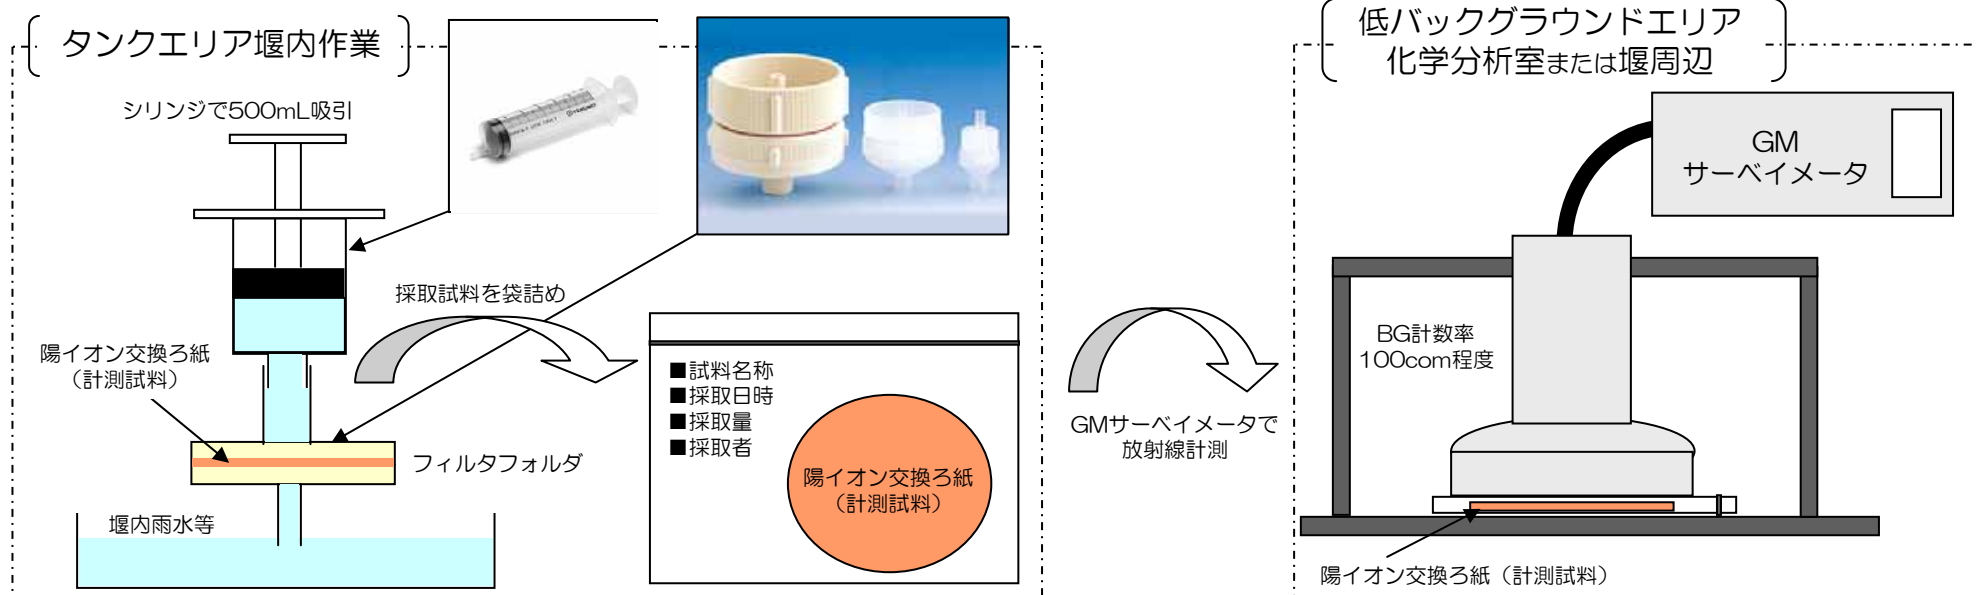 タンクエリア堰内作業
シリンジで500mL吸引
採取試料を袋詰め
陽イオン交換ろ紙
（計測試料）
フィルタフォルダ
堰内雨水等
■試料名称
■採取日時
■採取量
■採取者
陽イオン交換ろ紙
（計測試料）
GMサーベイメータで
放射線計測
低バックグラウンドエリア
化学分析室または堰周辺
GM
サーベイメータ
BG計数率
100com程度
陽イオン交換ろ紙（計測試料）